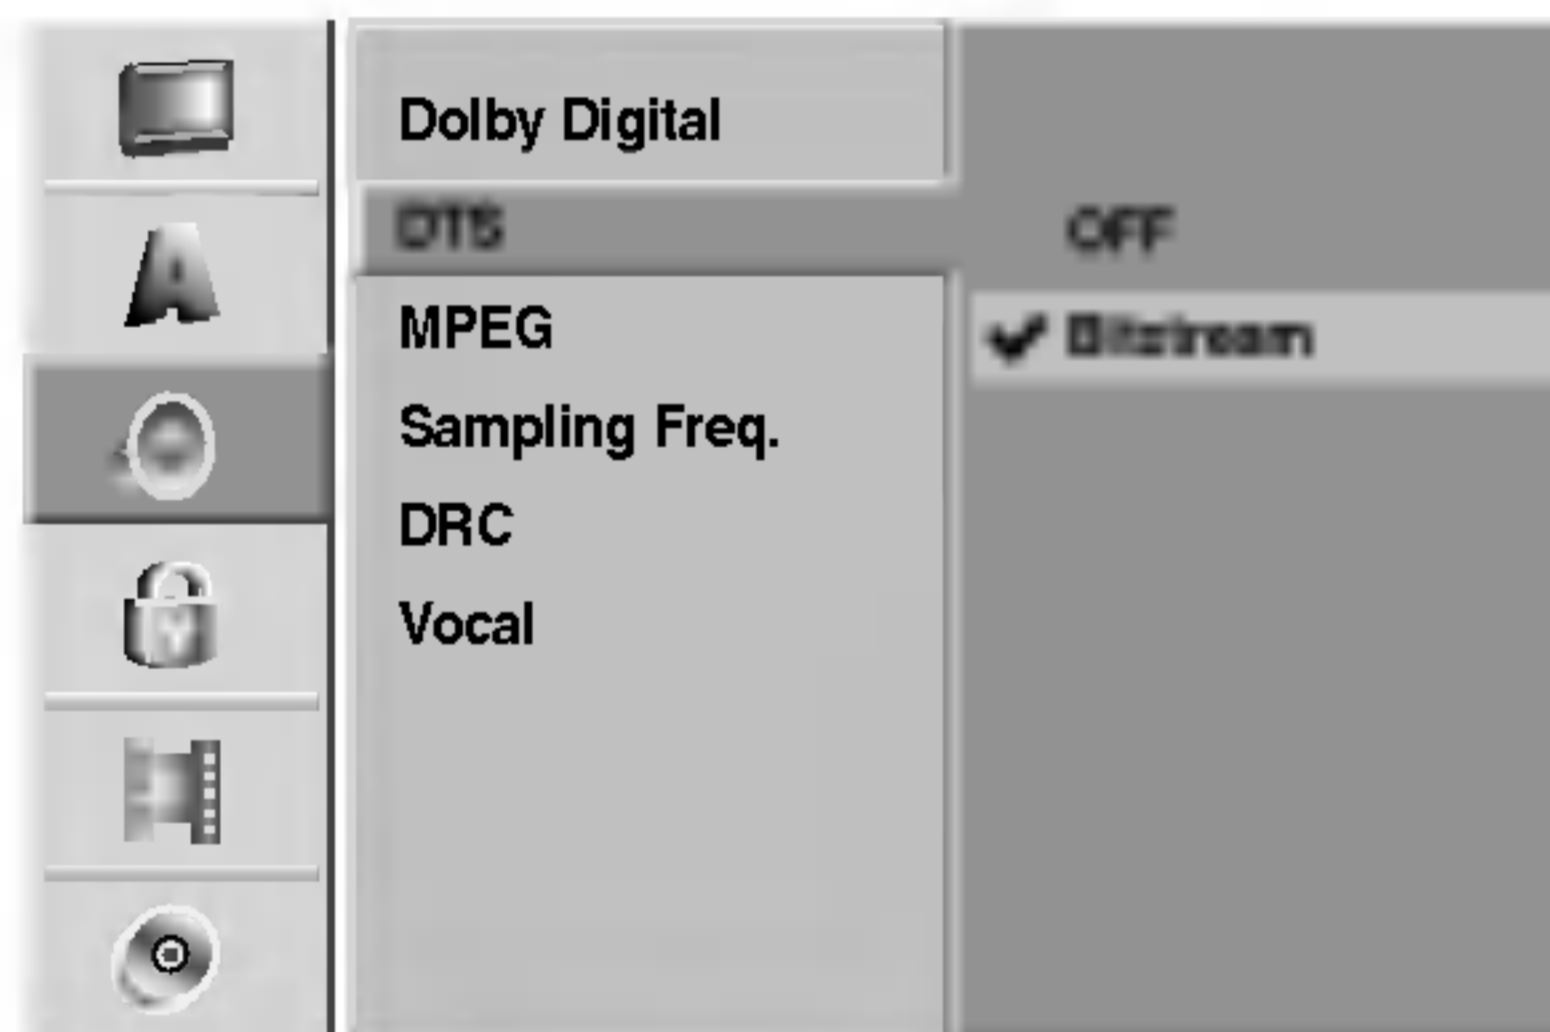 Dolby Digital
DTS OFF
MPEG ✔ Bitstream
Sampling Freq.
DRC
Vocal